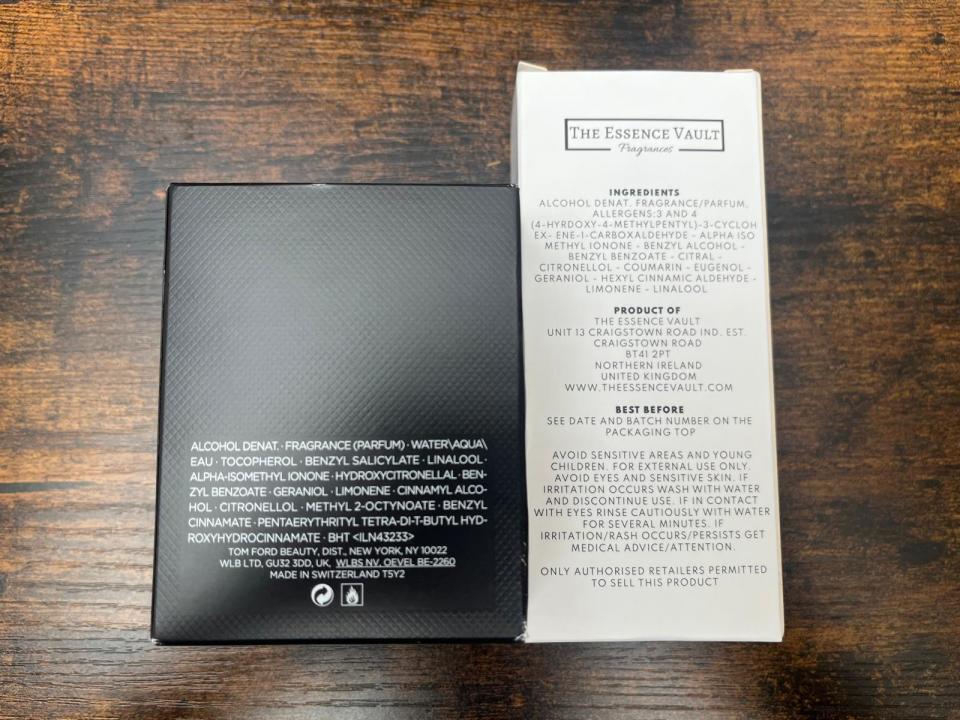 ALCOHOL DENAT. · FRAGRANCE (PARFUM) · WATER\AQUA\
EAU · TOCOPHEROL · BENZYL SALICYLATE · LINALOOL ·
ALPHA-ISOMETHYL IONONE · HYDROXYCITRONELLAL · BEN-
ZYL BENZOATE · GERANIOL · LIMONENE · CINNAMYL ALCO-
HOL · CITRONELLOL · METHYL 2-OCTYNOATE · BENZYL
CINNAMATE · PENTAERYTHRITYL TETRA-DI-T-BUTYL HYD-
ROXYHYDROCINNAMATE · BHT <ILN43233>
TOM FORD BEAUTY, DIST., NEW YORK, NY 10022
WLB LTD, GU32 3DD, UK, WLBS NV, OEVEL BE-2260
MADE IN SWITZERLAND T5Y2
THE ESSENCE VAULT
Fragrances
INGREDIENTS
ALCOHOL DENAT. FRAGRANCE/PARFUM,
ALLERGENS:3 AND 4
(4-HYRDOXY-4-METHYLPENTYL)-3-CYCLOH
EX- ENE-1-CARBOXALDEHYDE - ALPHA ISO
METHYL IONONE - BENZYL ALCOHOL -
BENZYL BENZOATE - CITRAL -
CITRONELLOL - COUMARIN - EUGENOL -
GERANIOL - HEXYL CINNAMIC ALDEHYDE -
LIMONENE - LINALOOL
PRODUCT OF
THE ESSENCE VAULT
UNIT 13 CRAIGSTOWN ROAD IND. EST.
CRAIGSTOWN ROAD
BT41 2PT
NORTHERN IRELAND
UNITED KINGDOM
WWW.THEESSENCEVAULT.COM
BEST BEFORE
SEE DATE AND BATCH NUMBER ON THE
PACKAGING TOP
AVOID SENSITIVE AREAS AND YOUNG
CHILDREN. FOR EXTERNAL USE ONLY.
AVOID EYES AND SENSITIVE SKIN. IF
IRRITATION OCCURS WASH WITH WATER
AND DISCONTINUE USE. IF IN CONTACT
WITH EYES RINSE CAUTIOUSLY WITH WATER
FOR SEVERAL MINUTES. IF
IRRITATION/RASH OCCURS/PERSISTS GET
MEDICAL ADVICE/ATTENTION.
ONLY AUTHORISED RETAILERS PERMITTED
TO SELL THIS PRODUCT